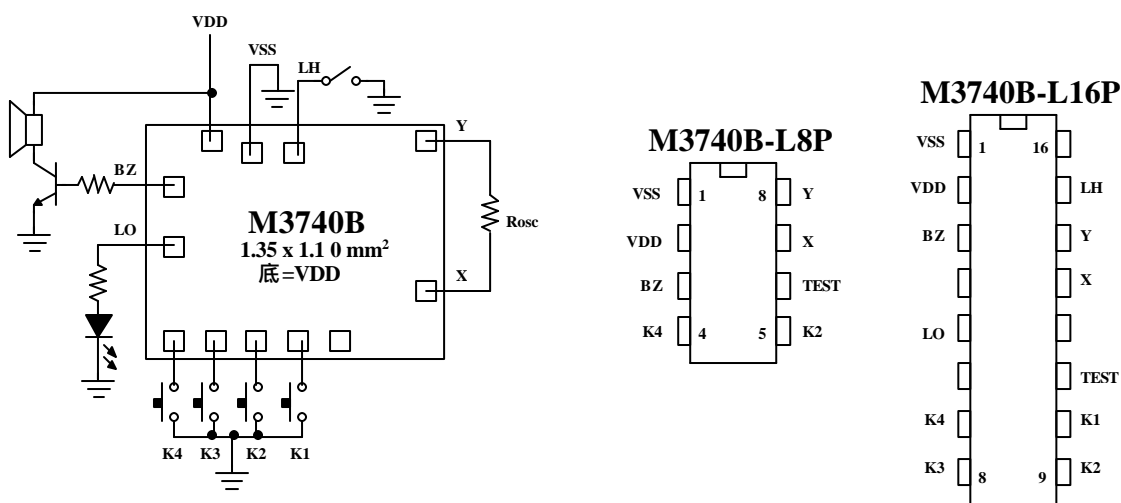 VDD
VSS
LH
Y
BZ
M3740B
1.35 x 1.1 0 mm²
底=VDD
Rosc
LO
X
K4 K3 K2 K1
M3740B-L8P
VSS 1 8 Y
VDD X
BZ TEST
K4 4 5 K2
M3740B-L16P
VSS 1 16
VDD LH
BZ Y
X
LO
TEST
K4 K1
K3 8 9 K2